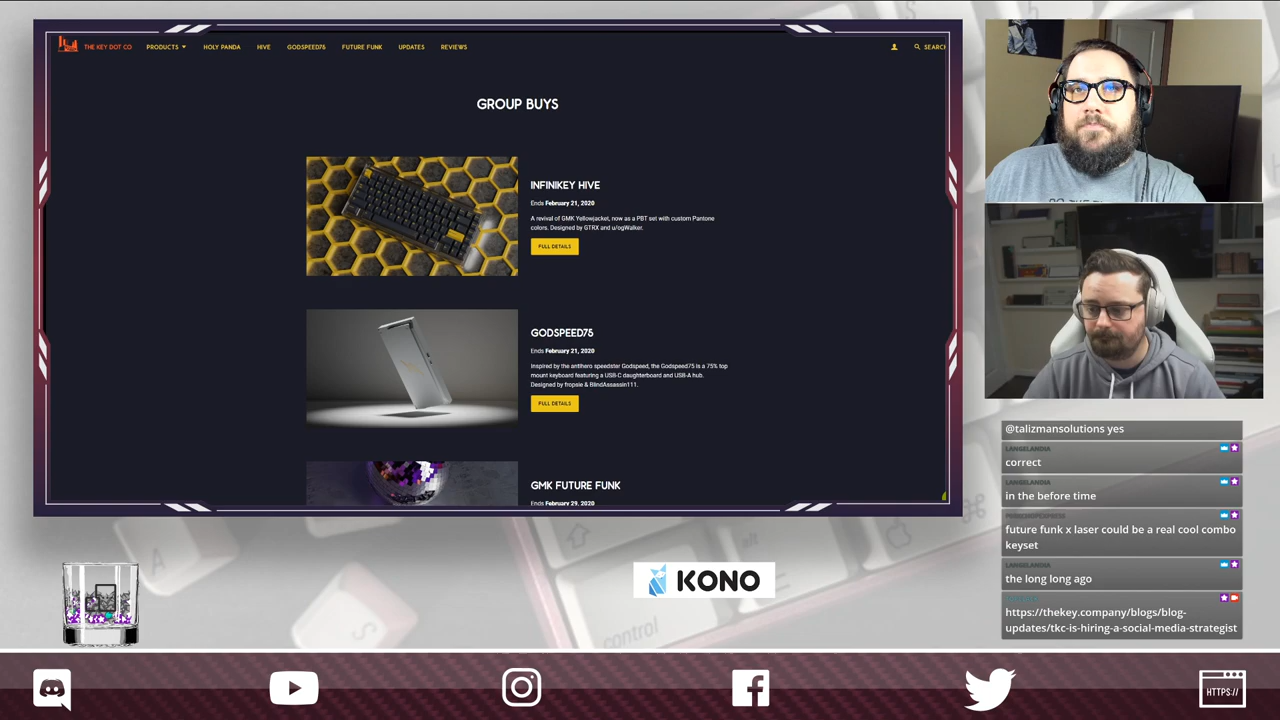 THE KEY DOT CO
PRODUCTS
HOLY PANDA
HIVE
GODSPEED75
FUTURE FUNK
UPDATES
REVIEWS
SEARCH
GROUP BUYS
INFINIKEY HIVE
Ends February 21, 2020
A revival of GMK Yellowjacket, now as a PBT set with custom Pantone
colors. Designed by GTRX and u/ogWalker.
FULL DETAILS
GODSPEED75
Ends February 21, 2020
Inspired by the antihero speedster Godspeed, the Godspeed75 is a 75% top
mount keyboard featuring a USB-C daughterboard and USB-A hub.
Designed by fropsie & BlindAssassin111.
FULL DETAILS
GMK FUTURE FUNK
Ends February 29, 2020
@talizmansolutions yes
LANGELANDIA
correct
LANGELANDIA
in the before time
future funk x laser could be a real cool combo
keyset
LANGELANDIA
the long long ago
https://thekey.company/blogs/blog-
updates/tkc-is-hiring-a-social-media-strategist
KONO
control
HTTPS://